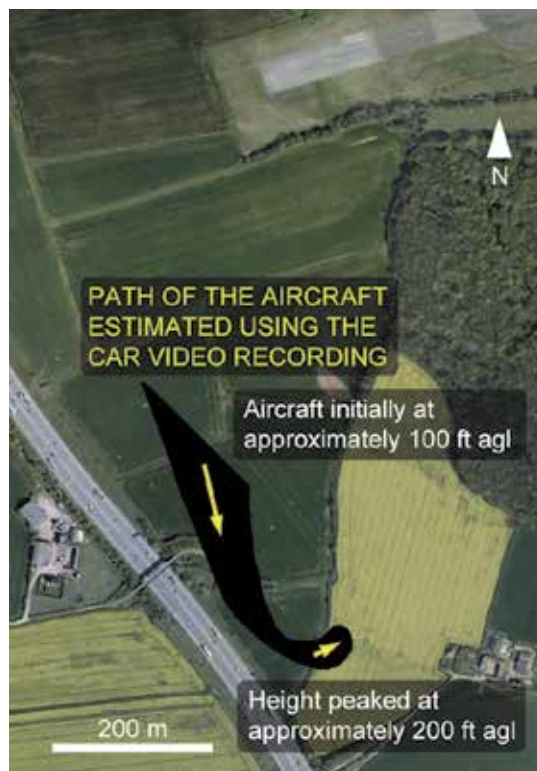 N
PATH OF THE AIRCRAFT
ESTIMATED USING THE
CAR VIDEO RECORDING
Aircraft initially at
approximately 100 ft agl
Height peaked at
approximately 200 ft agl
200 m